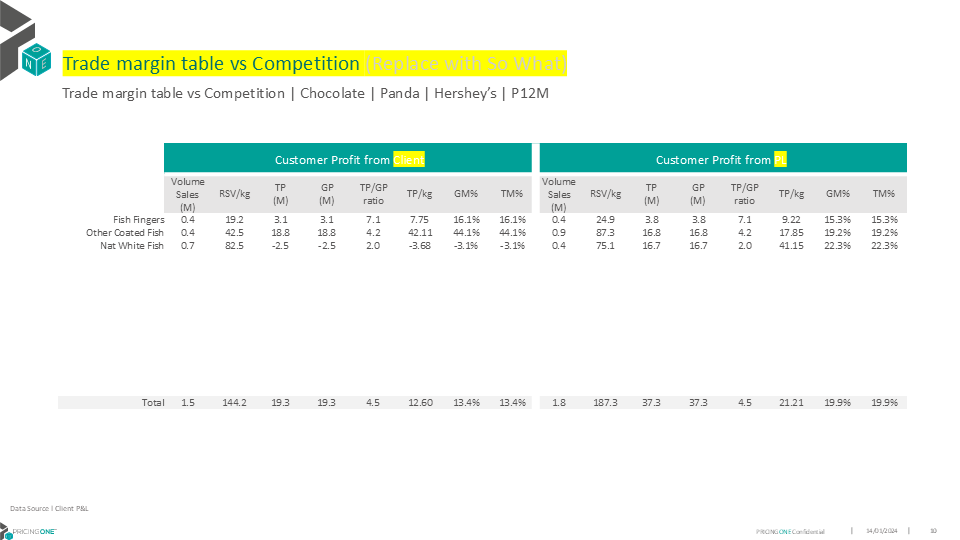 O
N E
Trade margin table vs Competition (Replace with So What)
Trade margin table vs Competition | Chocolate | Panda | Hershey's | P12M
Customer Profit from Client Customer Profit from PL
Volume Sales (M) RSV/kg TP (M) GP (M) TP/GP ratio TP/kg GM% TM% Volume Sales (M) RSV/kg TP (M) GP (M) TP/GP ratio TP/kg GM% TM%
Fish Fingers 0.4 19.2 3.1 3.1 7.1 7.75 16.1% 16.1% 0.4 24.9 3.8 3.8 7.1 9.22 15.3% 15.3%
Other Coated Fish 0.4 42.5 18.8 18.8 4.2 42.11 44.1% 44.1% 0.9 87.3 16.8 16.8 4.2 17.85 19.2% 19.2%
Nat White Fish 0.7 82.5 -2.5 -2.5 2.0 -3.68 -3.1% -3.1% 0.4 75.1 16.7 16.7 2.0 41.15 22.3% 22.3%
Total 1.5 144.2 19.3 19.3 4.5 12.60 13.4% 13.4% 1.8 187.3 37.3 37.3 4.5 21.21 19.9% 19.9%
Data Source | Client P&L
PRICINGONE™ PRICINGONE Confidential | 14/01/2024 | 10